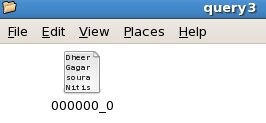 query3
File Edit View Places Help
Dheer
Gagar
soura
Nitis
000000_0